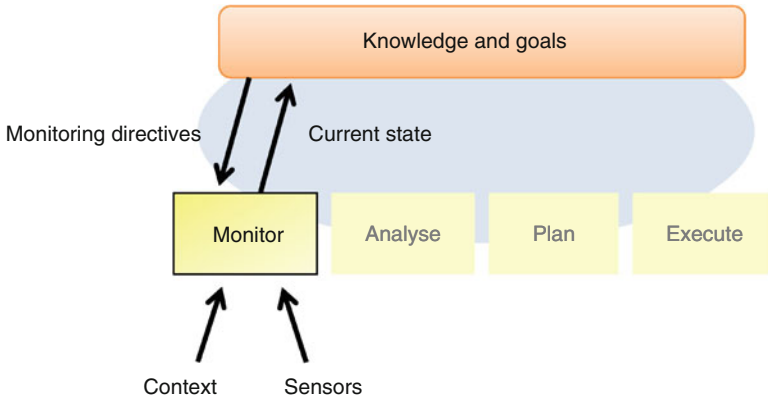 Knowledge and goals
Monitoring directives
Current state
Monitor
Analyse
Plan
Execute
Context
Sensors